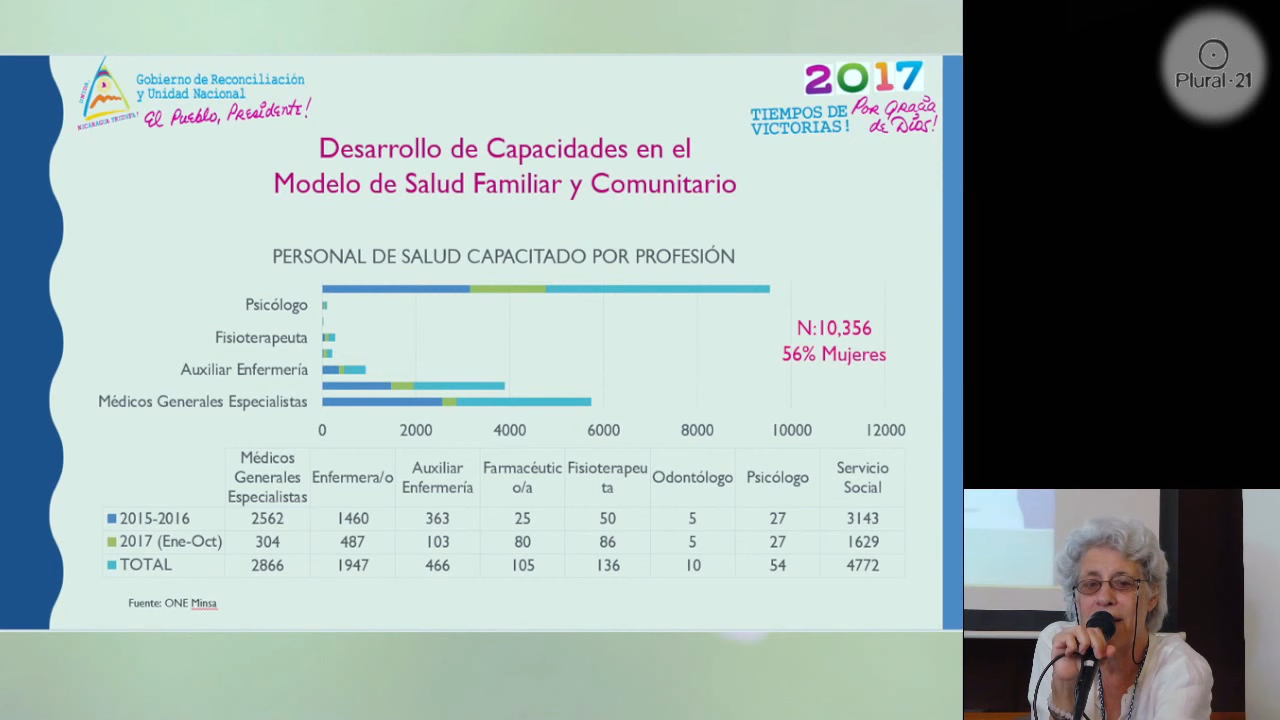 Plural-21
UNIDA,
NICARAGUA TRIUNFA!
Gobierno de Reconciliación
y Unidad Nacional
El Pueblo, Presidente!
2017
TIEMPOS DE
VICTORIAS!
Por Gracia
de Dios!
Desarrollo de Capacidades en el
Modelo de Salud Familiar y Comunitario
PERSONAL DE SALUD CAPACITADO POR PROFESIÓN
Psicólogo
Fisioterapeuta
Auxiliar Enfermería
Médicos Generales Especialistas
N:10,356
56% Mujeres
0 2000 4000 6000 8000 10000 12000
Médicos Generales Especialistas Enfermera/o Auxiliar Enfermería Farmacéutico/a Fisioterapeuta Odontólogo Psicólogo Servicio Social
2015-2016 2562 1460 363 25 50 5 27 3143
2017 (Ene-Oct) 304 487 103 80 86 5 27 1629
TOTAL 2866 1947 466 105 136 10 54 4772
Fuente: ONE Minsa